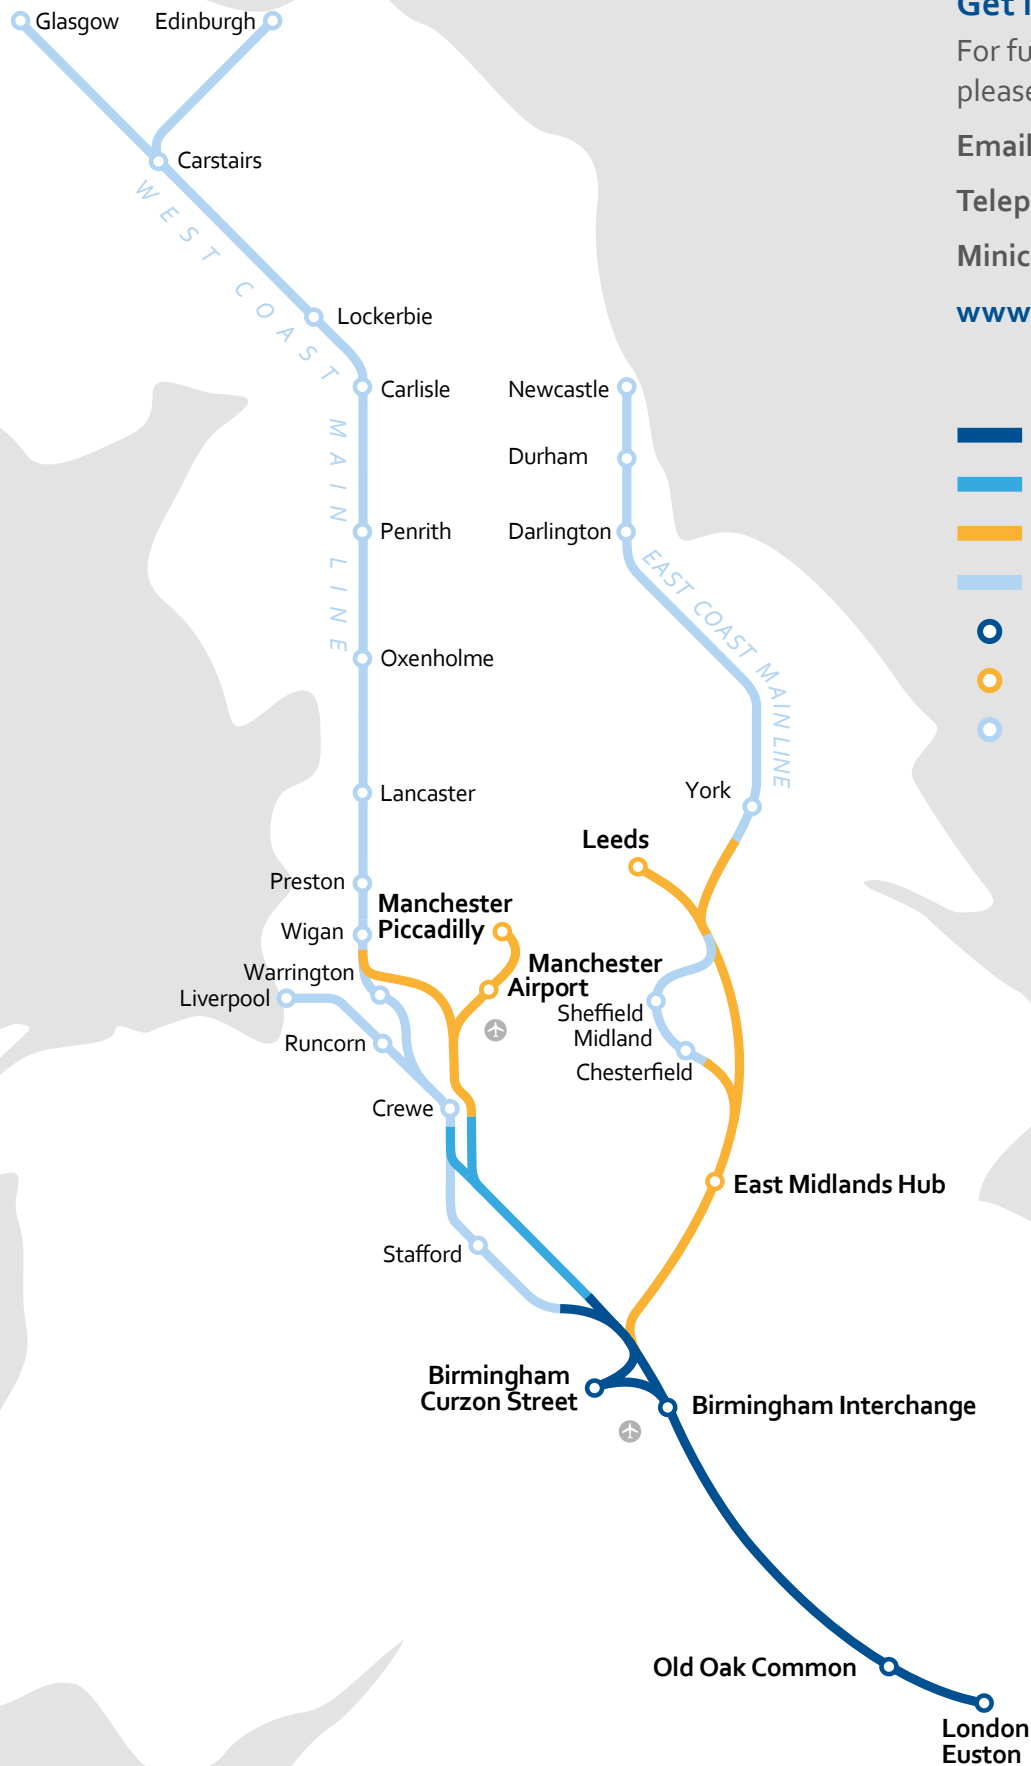 Get
For fu
please
Email
Telep
Minic
www
Glasgow
Edinburgh
Carstairs
WEST COAST MAIN LINE
Lockerbie
Carlisle
Newcastle
Durham
Penrith
Darlington
EAST COAST MAIN LINE
Oxenholme
Lancaster
York
Leeds
Preston
Manchester
Piccadilly
Wigan
Manchester
Airport
Warrington
Liverpool
Sheffield
Midland
Runcorn
Chesterfield
Crewe
East Midlands Hub
Stafford
Birmingham
Curzon Street
Birmingham Interchange
Old Oak Common
London
Euston